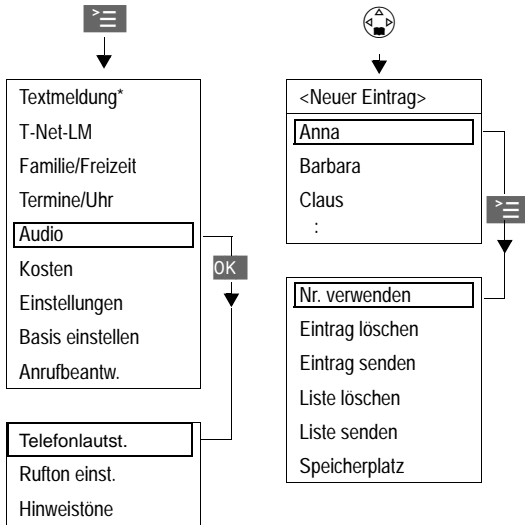 Textmeldung*
T-Net-LM
Familie/Freizeit
Termine/Uhr
Audio
Kosten
Einstellungen
Basis einstellen
Anrufbeantw.
OK
Telefonlautst.
Rufton einst.
Hinweistöne
<Neuer Eintrag>
Anna
Barbara
Claus
:
Nr. verwenden
Eintrag löschen
Eintrag senden
Liste löschen
Liste senden
Speicherplatz